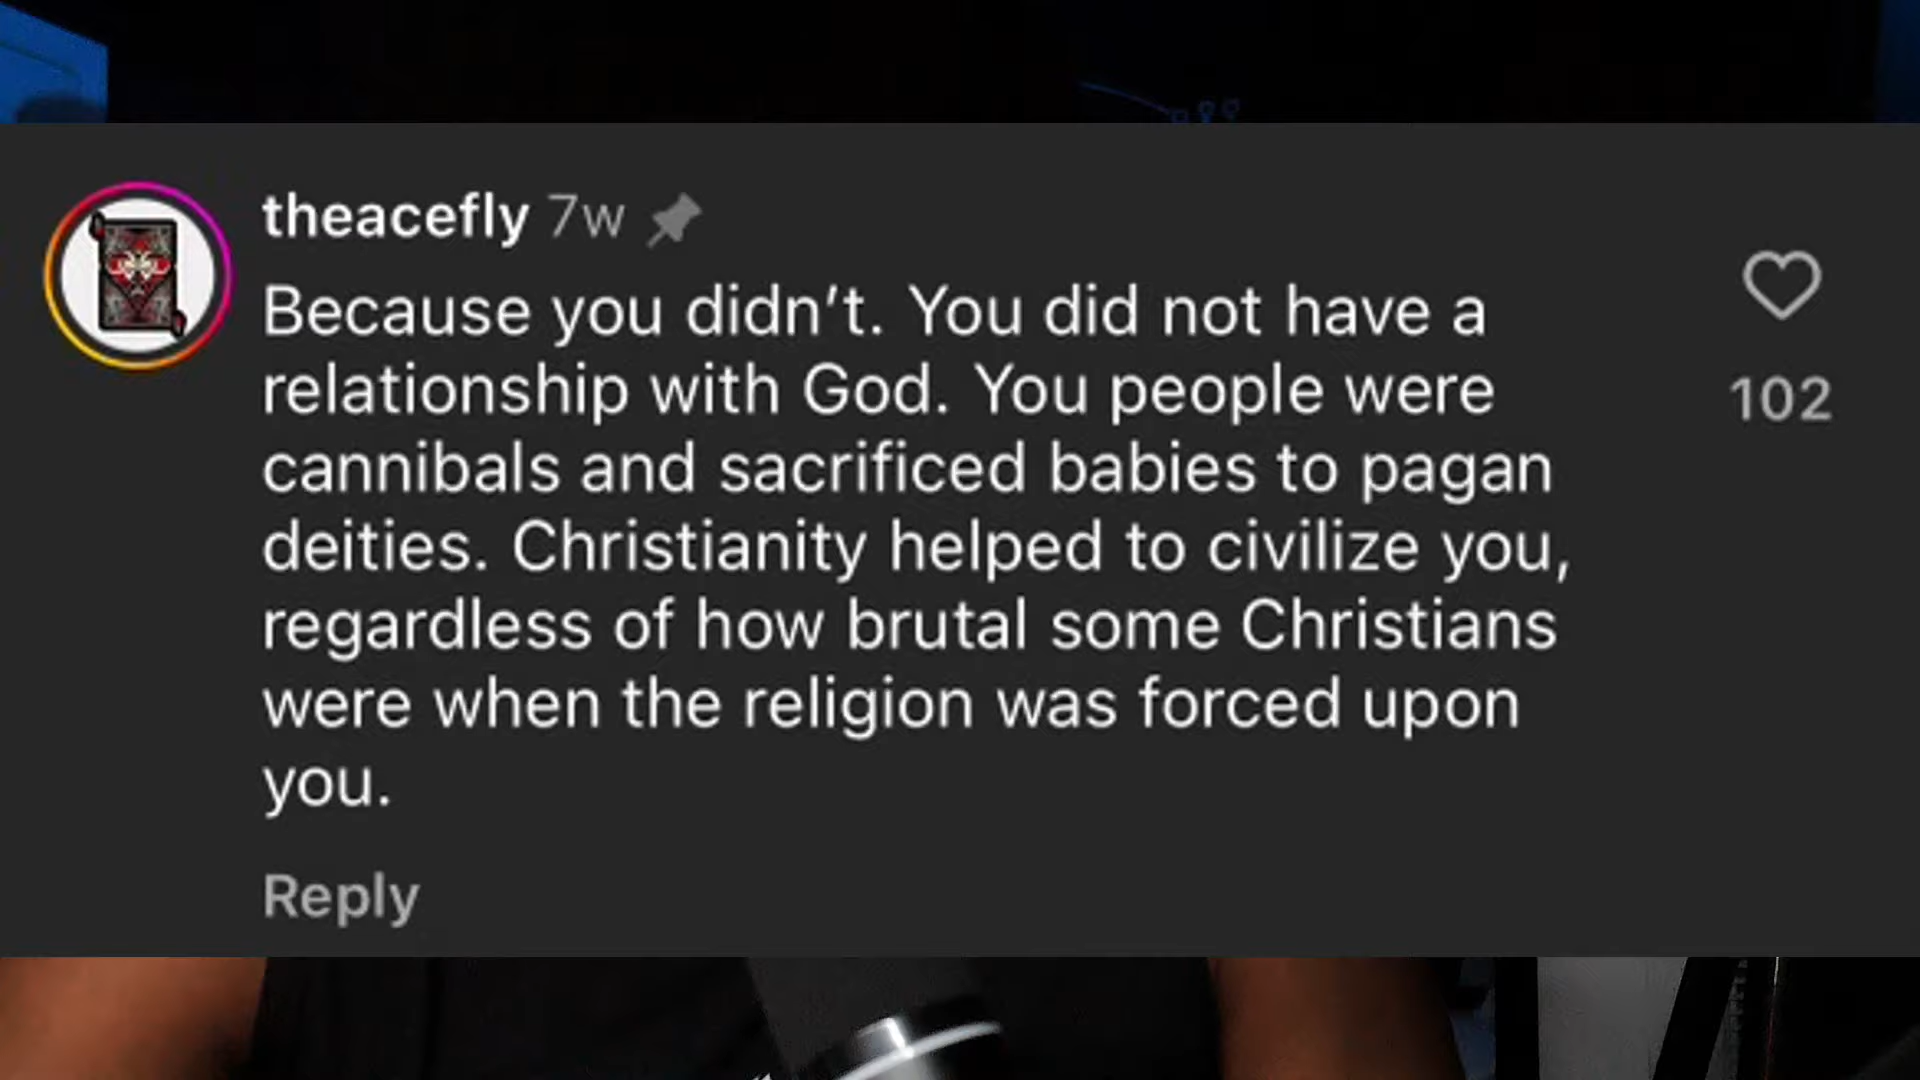 theacefly 7w
Because you didn't. You did not have a
relationship with God. You people were
cannibals and sacrificed babies to pagan
deities. Christianity helped to civilize you,
regardless of how brutal some Christians
were when the religion was forced upon
you.
102
Reply